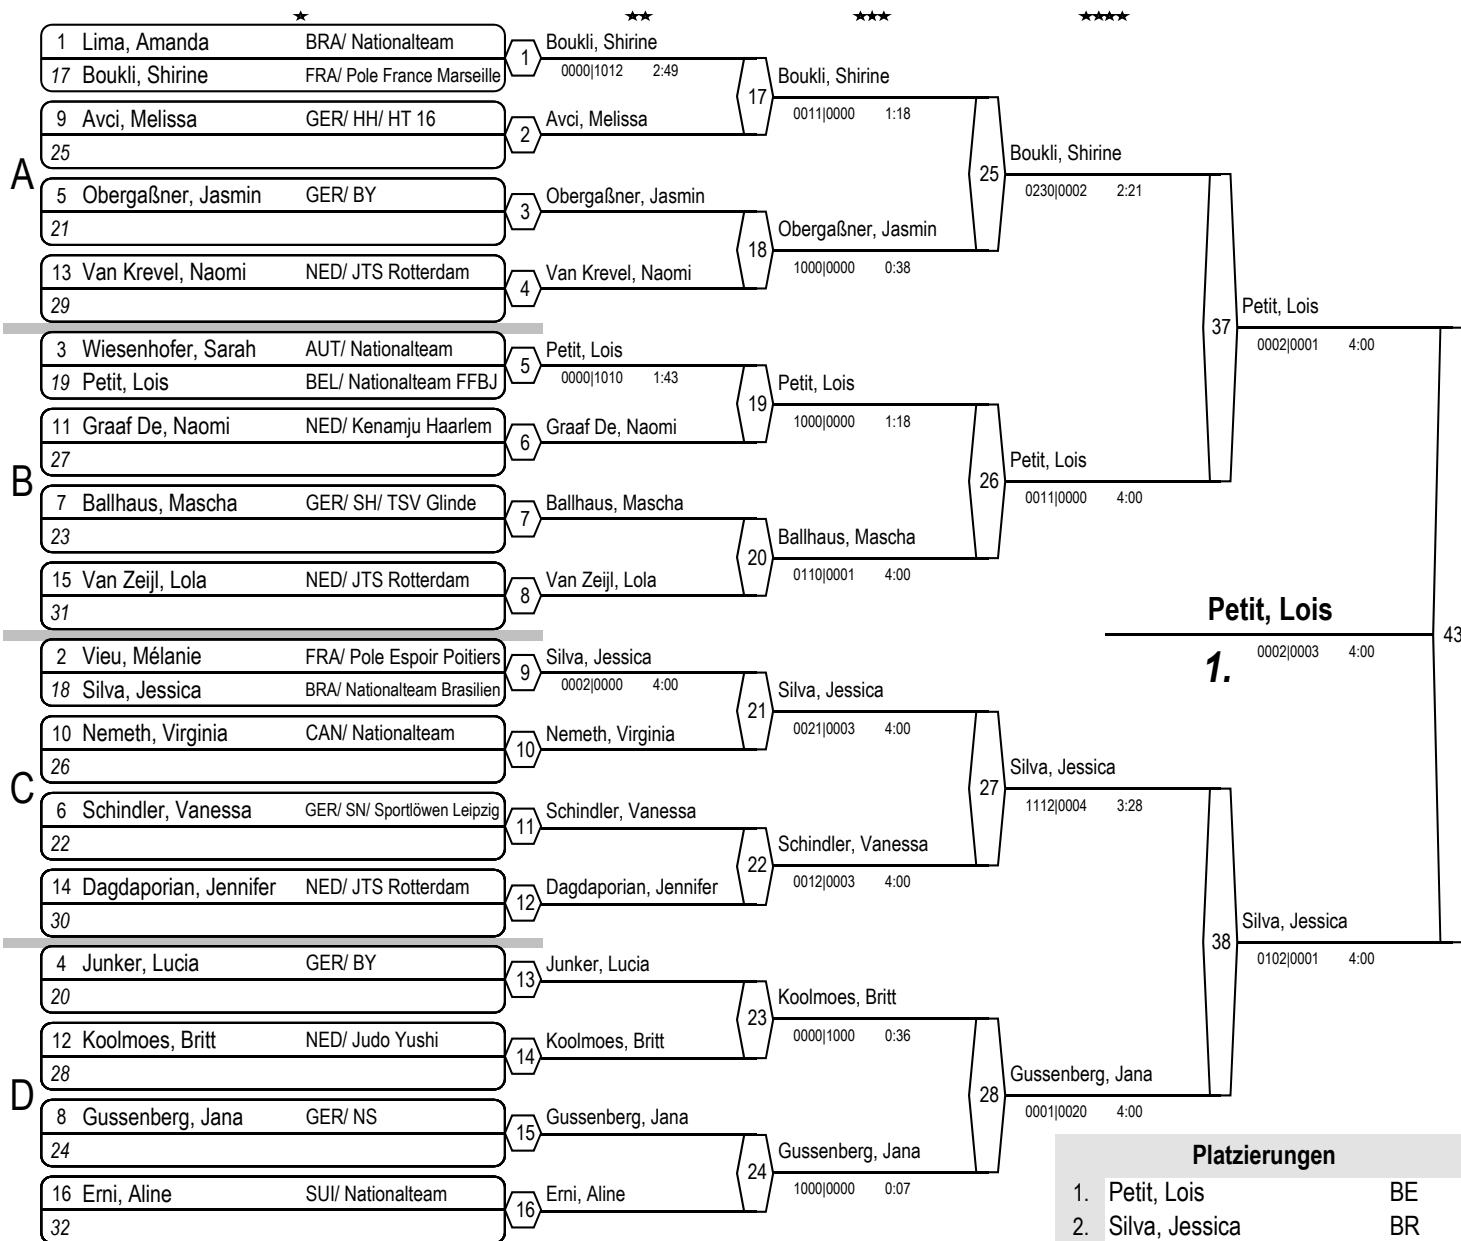 ★ ★★ ★★★ ★★★★
A
1 Lima, Amanda BRA/ Nationalteam
17 Boukli, Shirine FRA/ Pole France Marseille
9 Avci, Melissa GER/ HH/ HT 16
25
5 Obergaßner, Jasmin GER/ BY
21
13 Van Krevel, Naomi NED/ JTS Rotterdam
29
B
3 Wiesenhofer, Sarah AUT/ Nationalteam
19 Petit, Lois BEL/ Nationalteam FFBJ
11 Graaf De, Naomi NED/ Kenamju Haarlem
27
7 Ballhaus, Mascha GER/ SH/ TSV Glinde
23
15 Van Zeijl, Lola NED/ JTS Rotterdam
31
C
2 Vieu, Mélanie FRA/ Pole Espoir Poitiers
18 Silva, Jessica BRA/ Nationalteam Brasilien
10 Nemeth, Virginia CAN/ Nationalteam
26
6 Schindler, Vanessa GER/ SN/ Sportlöwen Leipzig
22
14 Dagdaporian, Jennifer NED/ JTS Rotterdam
30
D
4 Junker, Lucia GER/ BY
20
12 Koolmoes, Britt NED/ Judo Yushi
28
8 Gussenberg, Jana GER/ NS
24
16 Erni, Aline SUI/ Nationalteam
32
1 Boukli, Shirine
0000|1012 2:49
2 Avci, Melissa
3 Obergaßner, Jasmin
4 Van Krevel, Naomi
5 Petit, Lois
0000|1010 1:43
6 Graaf De, Naomi
7 Ballhaus, Mascha
8 Van Zeijl, Lola
9 Silva, Jessica
0002|0000 4:00
10 Nemeth, Virginia
11 Schindler, Vanessa
12 Dagdaporian, Jennifer
13 Junker, Lucia
14 Koolmoes, Britt
15 Gussenberg, Jana
16 Erni, Aline
17 Boukli, Shirine
0011|0000 1:18
18 Obergaßner, Jasmin
1000|0000 0:38
19 Petit, Lois
1000|0000 1:18
20 Ballhaus, Mascha
0110|0001 4:00
21 Silva, Jessica
0021|0003 4:00
22 Schindler, Vanessa
0012|0003 4:00
23 Koolmoes, Britt
0000|1000 0:36
24 Gussenberg, Jana
1000|0000 0:07
25 Boukli, Shirine
0230|0002 2:21
26 Petit, Lois
0011|0000 4:00
27 Silva, Jessica
1112|0004 3:28
28 Gussenberg, Jana
0001|0020 4:00
37 Petit, Lois
0002|0001 4:00
38 Silva, Jessica
0102|0001 4:00
43 Petit, Lois
1. 0002|0003 4:00
Platzierungen
1. Petit, Lois BE
2. Silva, Jessica BR